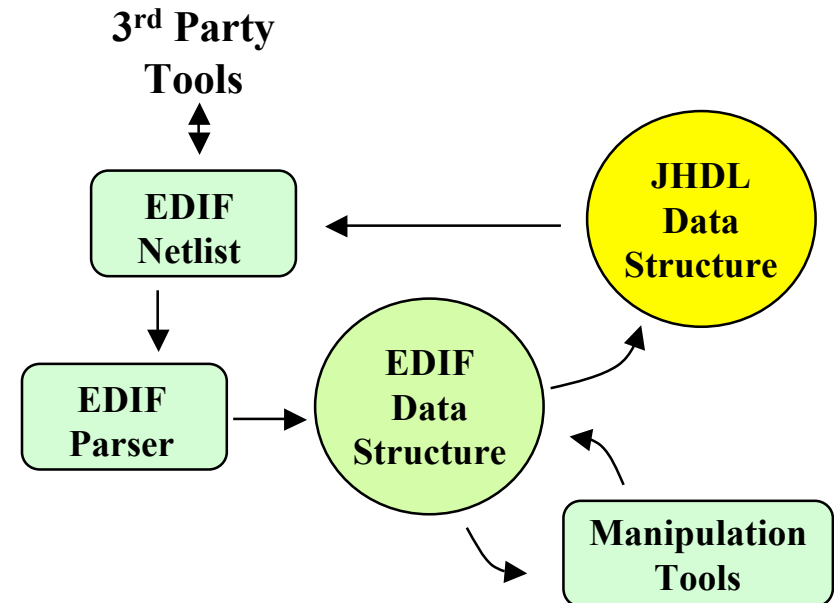 3rd Party
Tools
EDIF
Netlist
JHDL
Data
Structure
EDIF
Parser
EDIF
Data
Structure
Manipulation
Tools